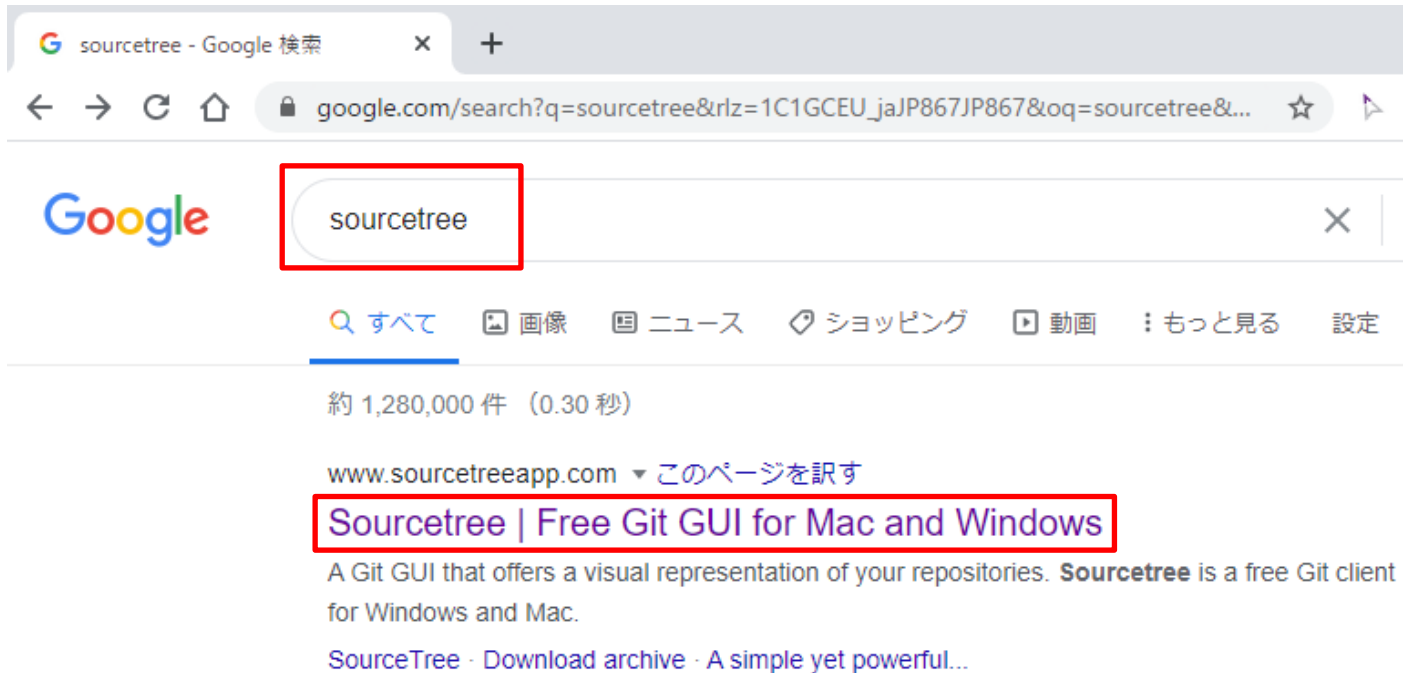 sourcetree - Google 検索
google.com/search?q=sourcetree&rlz=1C1GCEU_jaJP867JP867&oq=sourcetree&...
Google
sourcetree
すべて 画像 ニュース ショッピング 動画 もっと見る 設定
約 1,280,000 件 （0.30 秒）
www.sourcetreeapp.com ▼ このページを訳す
Sourcetree | Free Git GUI for Mac and Windows
A Git GUI that offers a visual representation of your repositories. Sourcetree is a free Git client
for Windows and Mac.
SourceTree · Download archive · A simple yet powerful...